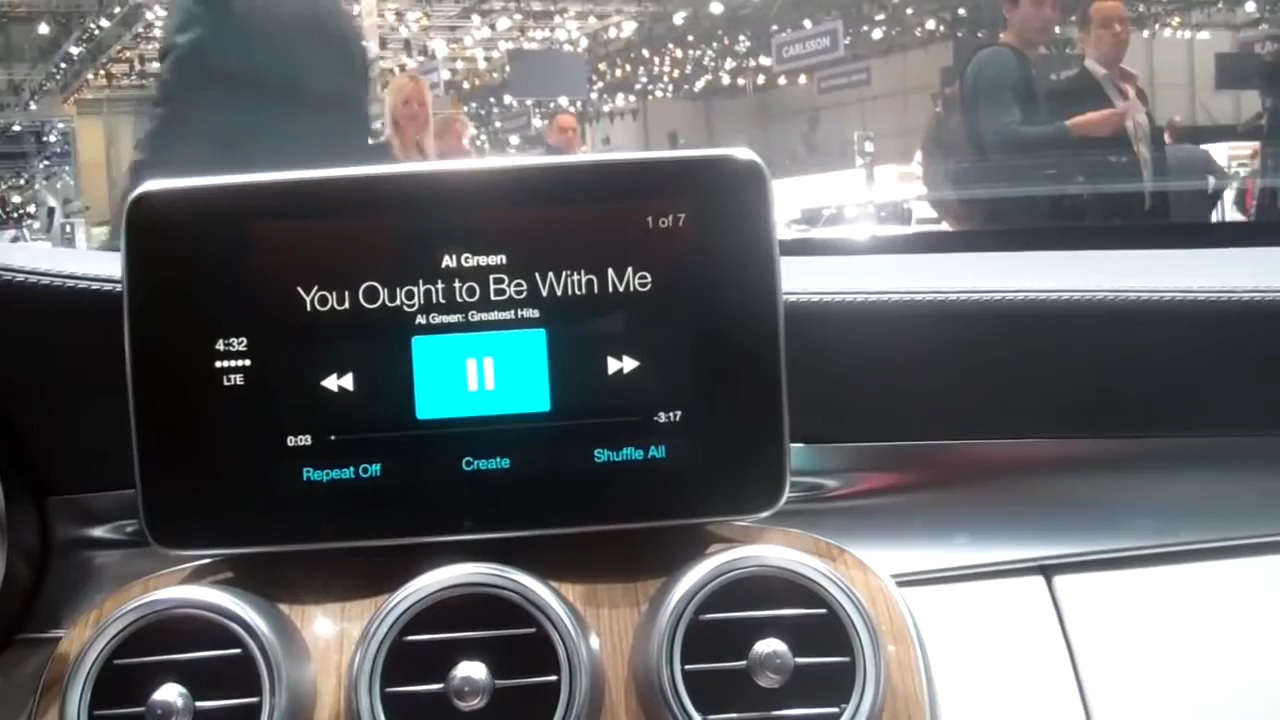 CARLSSON
1 of 7
Al Green
You Ought to Be With Me
Al Green: Greatest Hits
4:32
LTE
0:03
-3:17
Repeat Off
Create
Shuffle All